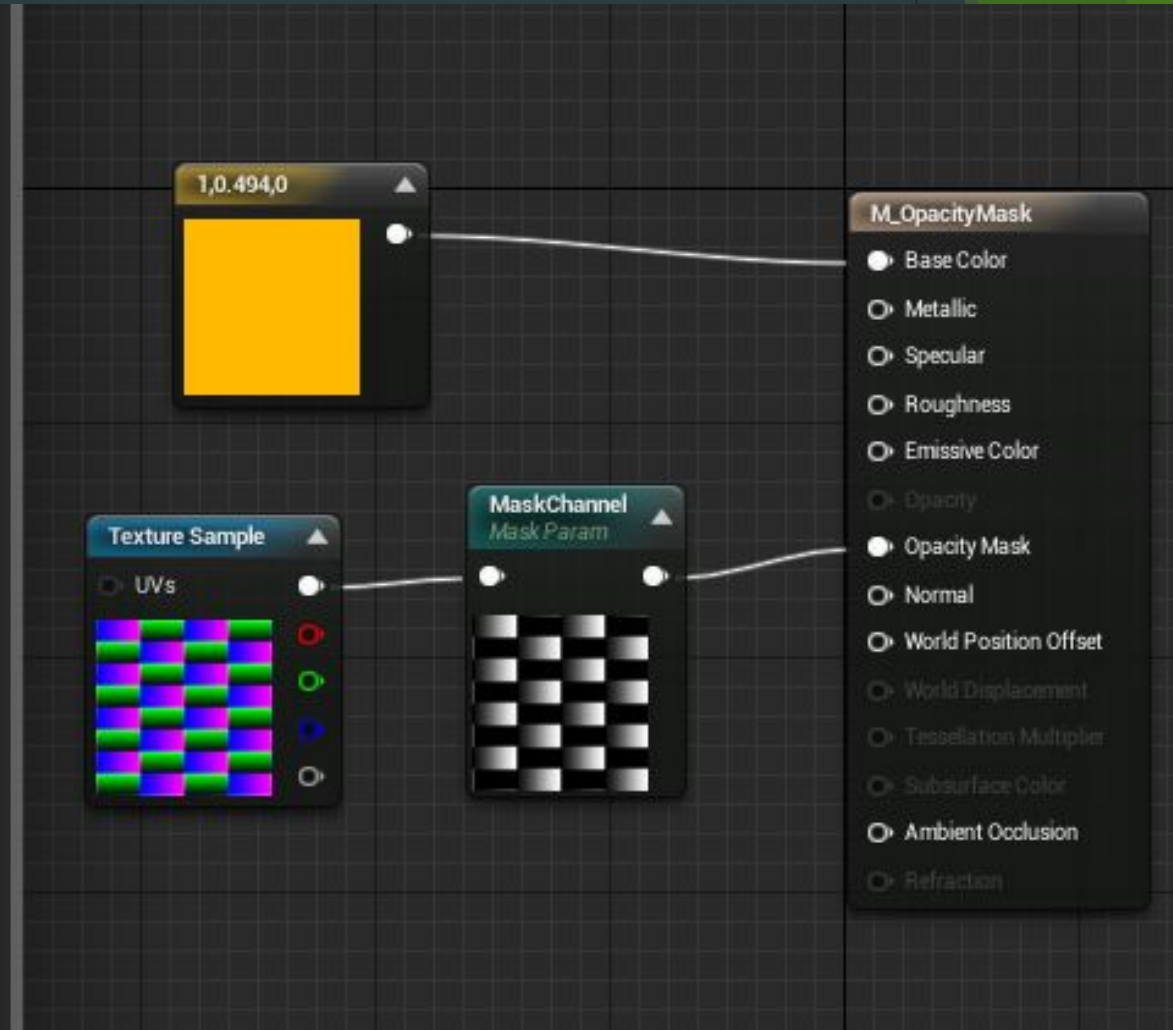 1,0.494,0
M_OpacityMask
Base Color
Metallic
Specular
Roughness
Emissive Color
Opacity
Opacity Mask
Normal
World Position Offset
World Displacement
Tessellation Multiplier
Subsurface Color
Ambient Occlusion
Refraction
Texture Sample
UVs
MaskChannel
Mask Param